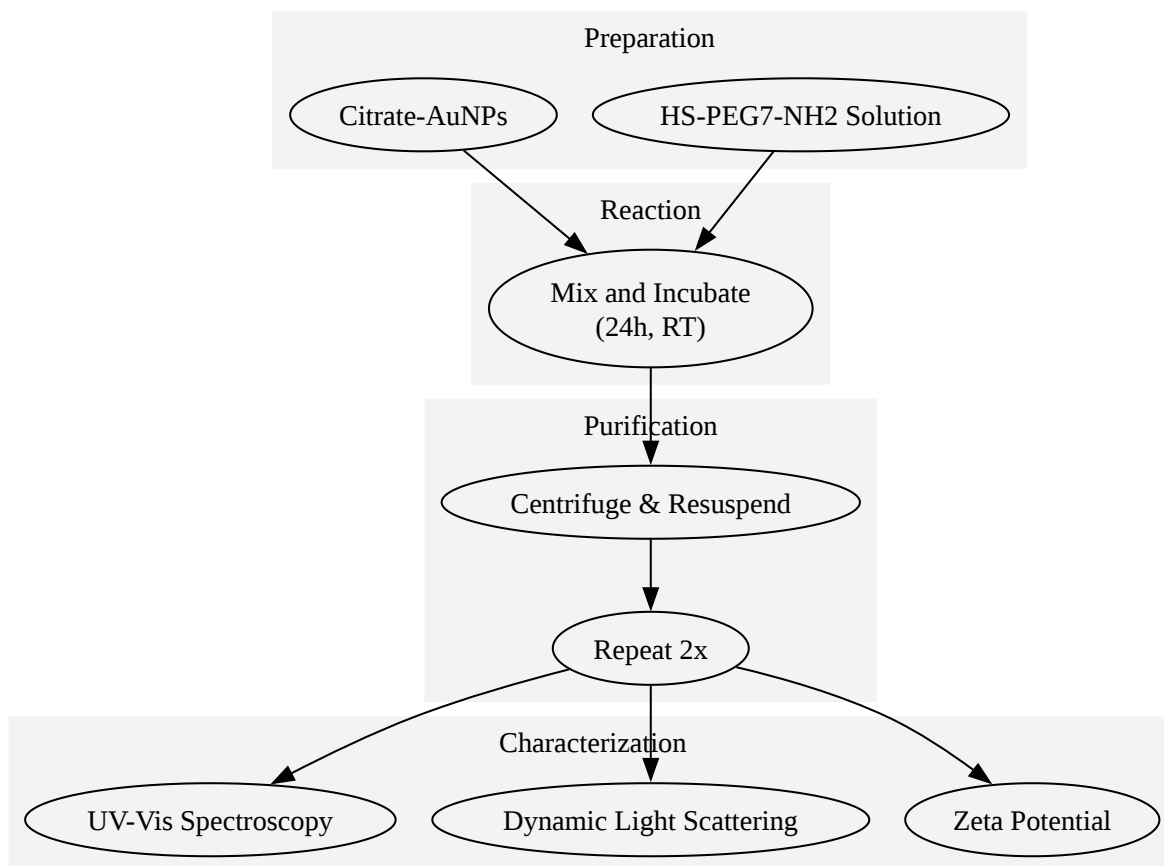 Preparation
Citrate-AuNPs
HS-PEG7-NH2 Solution
Reaction
Mix and Incubate
(24h, RT)
Purification
Centrifuge & Resuspend
Repeat 2x
Characterization
UV-Vis Spectroscopy
Dynamic Light Scattering
Zeta Potential